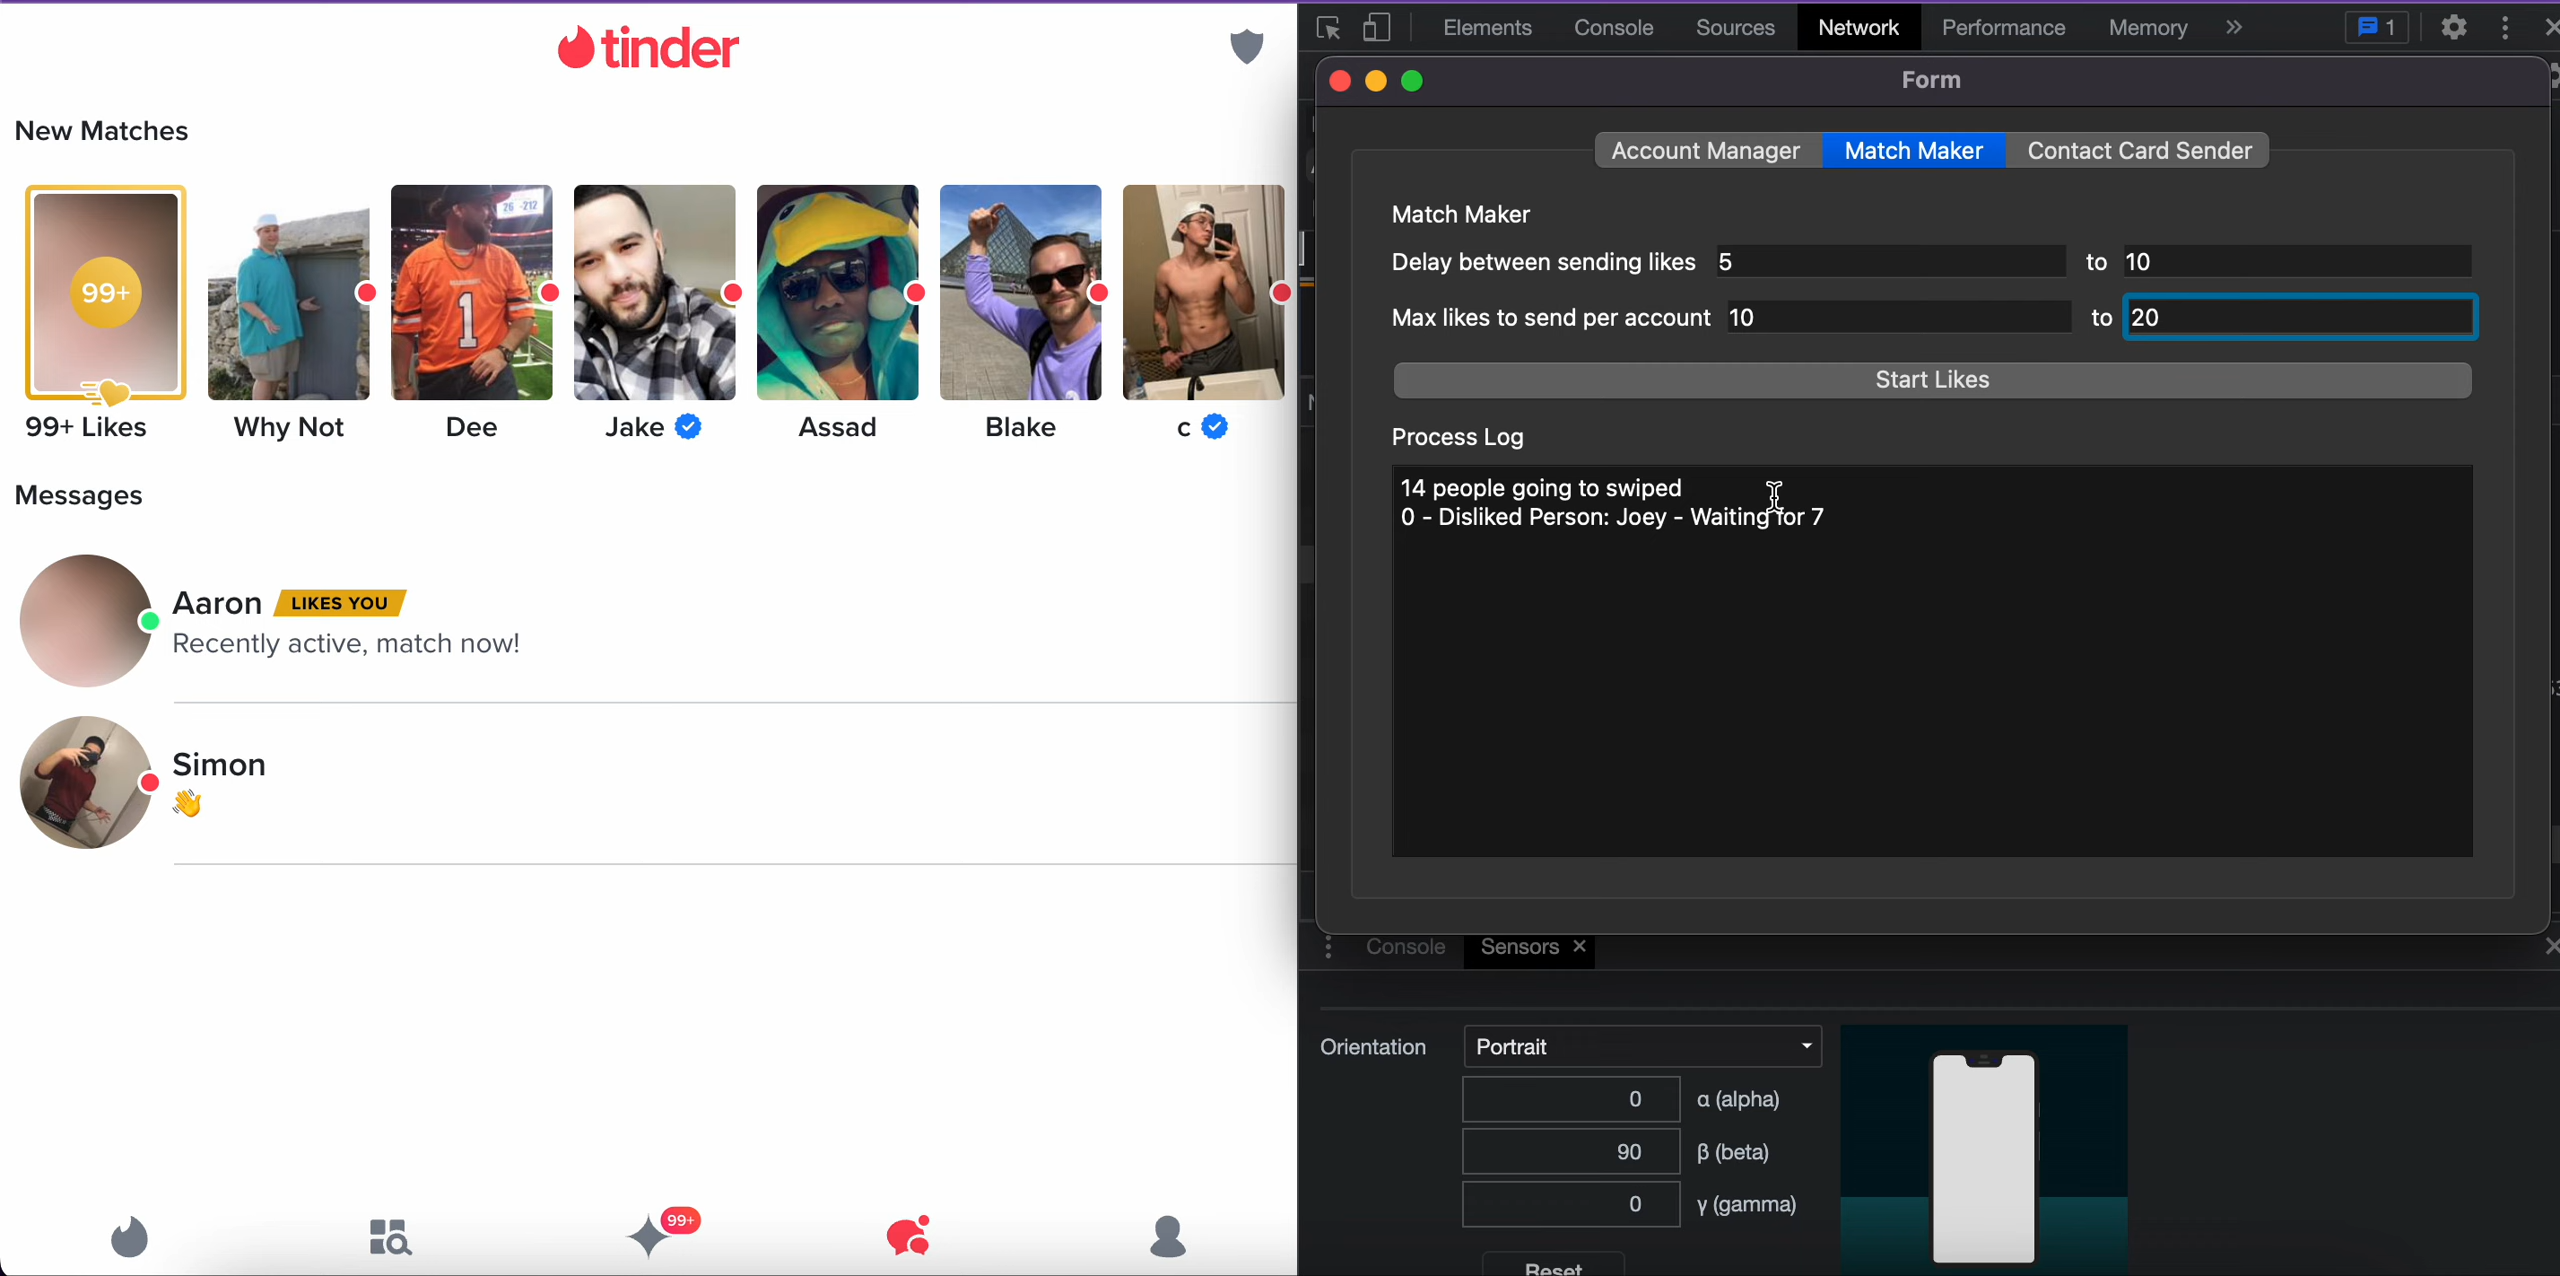 tinder
New Matches
99+
26 -212
1
99+ Likes
Why Not
Dee
Jake
Assad
Blake
c
Messages
Aaron LIKES YOU
Recently active, match now!
Simon
👋
99+
Elements Console Sources Network Performance Memory » 1
Form
Account Manager Match Maker Contact Card Sender
Match Maker
Delay between sending likes 5 to 10
Max likes to send per account 10 to 20
Start Likes
Process Log
14 people going to swiped
0 - Disliked Person: Joey - Waiting for 7
Console Sensors ×
Orientation Portrait
0 α (alpha)
90 β (beta)
0 γ (gamma)
Reset